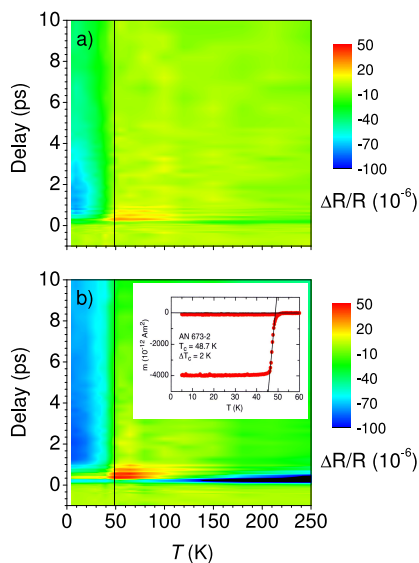 a)
10
8
6
4
2
0
Delay (ps)
50
20
-10
-40
-70
-100
ΔR/R (10⁻⁶)
b)
10
8
6
4
2
0
Delay (ps)
0
-2000
-4000
m (10⁻¹² Am²)
AN 673-2
T_C = 48.7 K
ΔT_C = 2 K
0 10 20 30 40 50 60
T (K)
50
20
-10
-40
-70
-100
ΔR/R (10⁻⁶)
0 50 100 150 200 250
T (K)